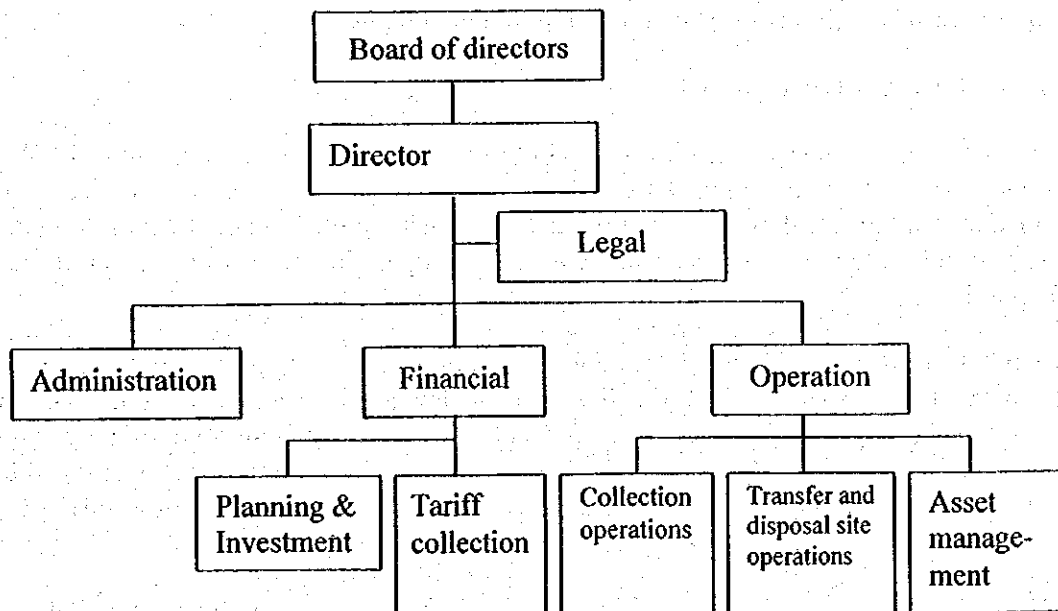 Board of directors
Director
Legal
Administration
Financial
Operation
Planning &
Investment
Tariff
collection
Collection
operations
Transfer and
disposal site
operations
Asset
manage-
ment